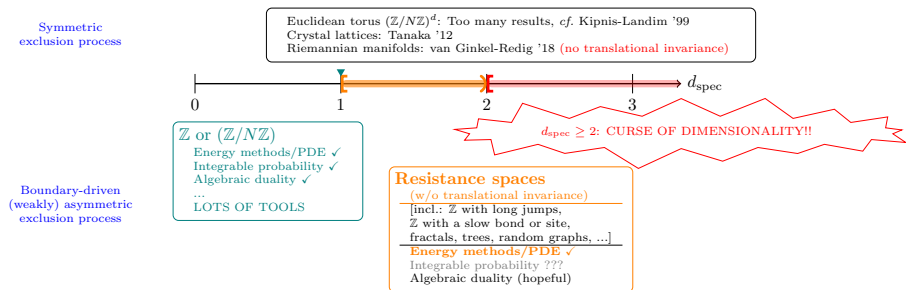 Symmetric
exclusion process
Euclidean torus (ℤ/Nℤ)^d: Too many results, cf. Kipnis-Landim '99
Crystal lattices: Tanaka '12
Riemannian manifolds: van Ginkel-Redig '18 (no translational invariance)
0
1
2
3
d_spec
d_spec ≥ 2: CURSE OF DIMENSIONALITY!!
Boundary-driven
(weakly) asymmetric
exclusion process
ℤ or (ℤ/Nℤ)
Energy methods/PDE ✓
Integrable probability ✓
Algebraic duality ✓
...
LOTS OF TOOLS
Resistance spaces
(w/o translational invariance)
[incl.: ℤ with long jumps,
ℤ with a slow bond or site,
fractals, trees, random graphs, ...]
Energy methods/PDE ✓
Integrable probability ???
Algebraic duality (hopeful)